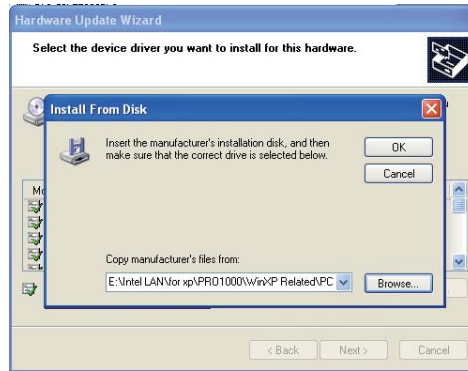 Hardware Update Wizard
Select the device driver you want to install for this hardware.
Install From Disk
Insert the manufacturer's installation disk, and then
make sure that the correct drive is selected below.
OK
Cancel
Mo
Copy manufacturer's files from:
E:\Intel LAN\for xp\PRO1000\WinXP Related\PC
Browse...
< Back
Next >
Cancel